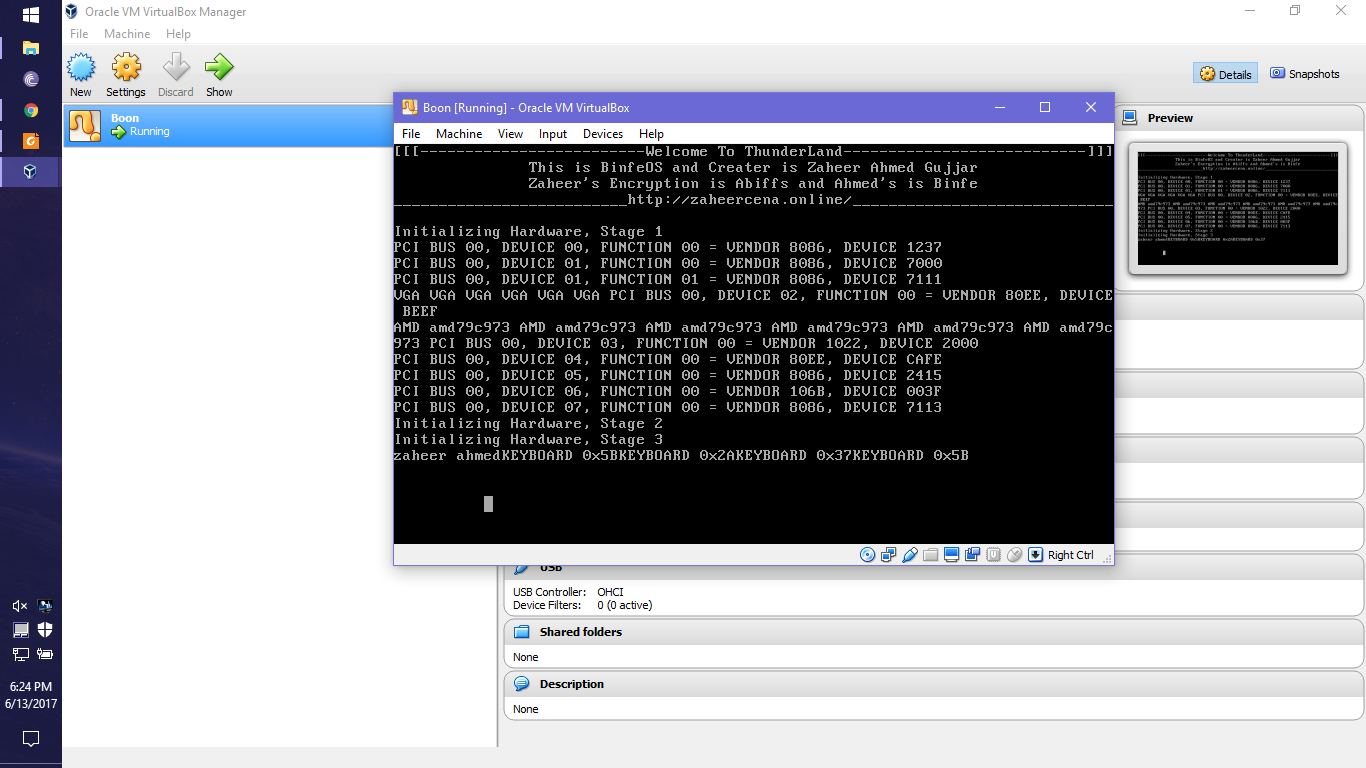 Oracle VM VirtualBox Manager
File Machine Help
New Settings Discard Show
Details Snapshots
Boon
Running
Boon [Running] - Oracle VM VirtualBox
File Machine View Input Devices Help
[[[-------------------------Welcome To ThunderLand---------------------------]]]
This is BinfeOS and Creater is Zaheer Ahmed Gujjar
Zaheer's Encryption is Abiffs and Ahmed's is Binfe
__________________________http://zaheercena.online/_____________________________
Initializing Hardware, Stage 1
PCI BUS 00, DEVICE 00, FUNCTION 00 = VENDOR 8086, DEVICE 1237
PCI BUS 00, DEVICE 01, FUNCTION 00 = VENDOR 8086, DEVICE 7000
PCI BUS 00, DEVICE 01, FUNCTION 01 = VENDOR 8086, DEVICE 7111
VGA VGA VGA VGA VGA VGA PCI BUS 00, DEVICE 02, FUNCTION 00 = VENDOR 80EE, DEVICE
BEEF
AMD amd79c973 AMD amd79c973 AMD amd79c973 AMD amd79c973 AMD amd79c973 AMD amd79c
973 PCI BUS 00, DEVICE 03, FUNCTION 00 = VENDOR 1022, DEVICE 2000
PCI BUS 00, DEVICE 04, FUNCTION 00 = VENDOR 80EE, DEVICE CAFE
PCI BUS 00, DEVICE 05, FUNCTION 00 = VENDOR 8086, DEVICE 2415
PCI BUS 00, DEVICE 06, FUNCTION 00 = VENDOR 106B, DEVICE 003F
PCI BUS 00, DEVICE 07, FUNCTION 00 = VENDOR 8086, DEVICE 7113
Initializing Hardware, Stage 2
Initializing Hardware, Stage 3
zaheer ahmedKEYBOARD 0x5BKEYBOARD 0x2AKEYBOARD 0x37KEYBOARD 0x5B
Right Ctrl
Preview
USB
USB Controller: OHCI
Device Filters: 0 (0 active)
Shared folders
None
Description
None
6:24 PM
6/13/2017